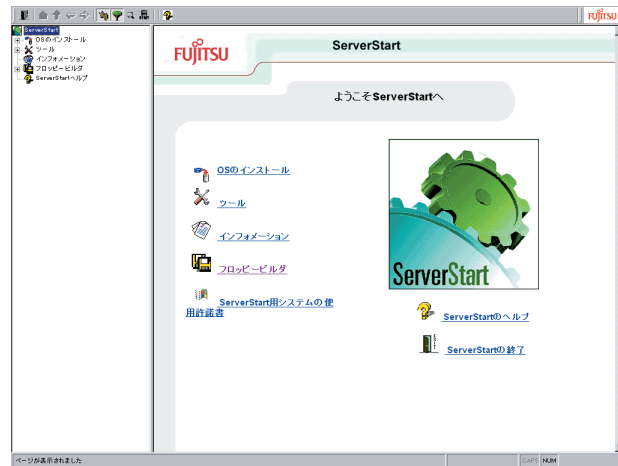 FUJITSU
ServerStart
OSのインストール
ツール
インフォメーション
フロッピービルダ
ServerStartヘルプ
FUJITSU
ServerStart
ようこそServerStartへ
OSのインストール
ツール
インフォメーション
フロッピービルダ
ServerStart用システムの使
用許諾書
ServerStart
ServerStartのヘルプ
ServerStartの終了
ページが表示されました
CAPS NUM